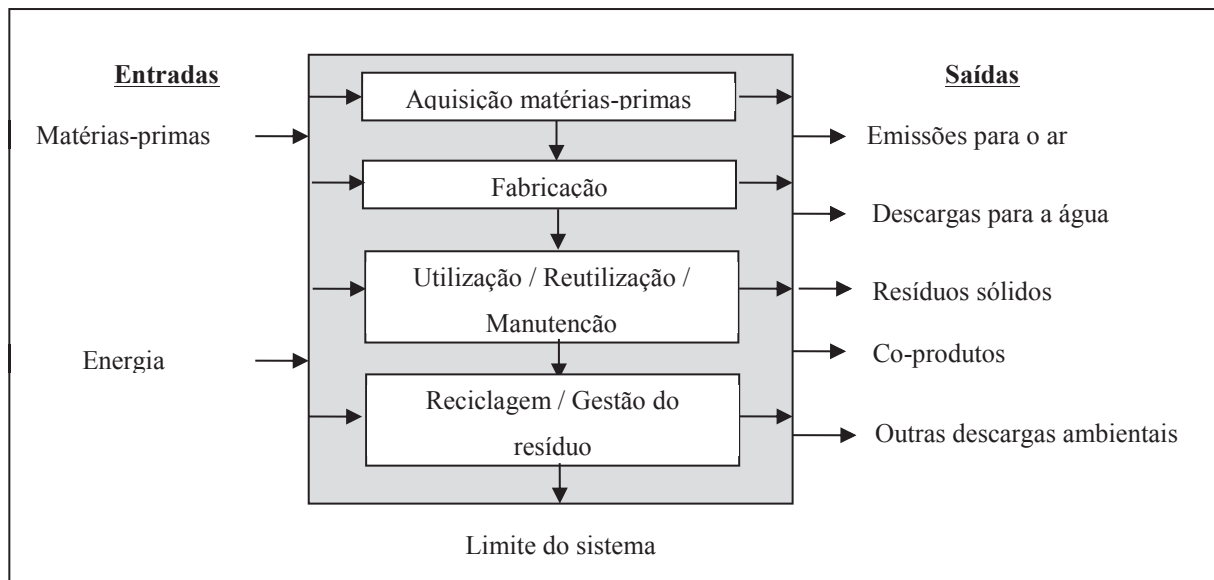 Entradas
Saídas
Aquisição matérias-primas
Matérias-primas
Emissões para o ar
Fabricação
Descargas para a água
Utilização / Reutilização /
Manutenção
Resíduos sólidos
Energia
Co-produtos
Reciclagem / Gestão do
resíduo
Outras descargas ambientais
Limite do sistema